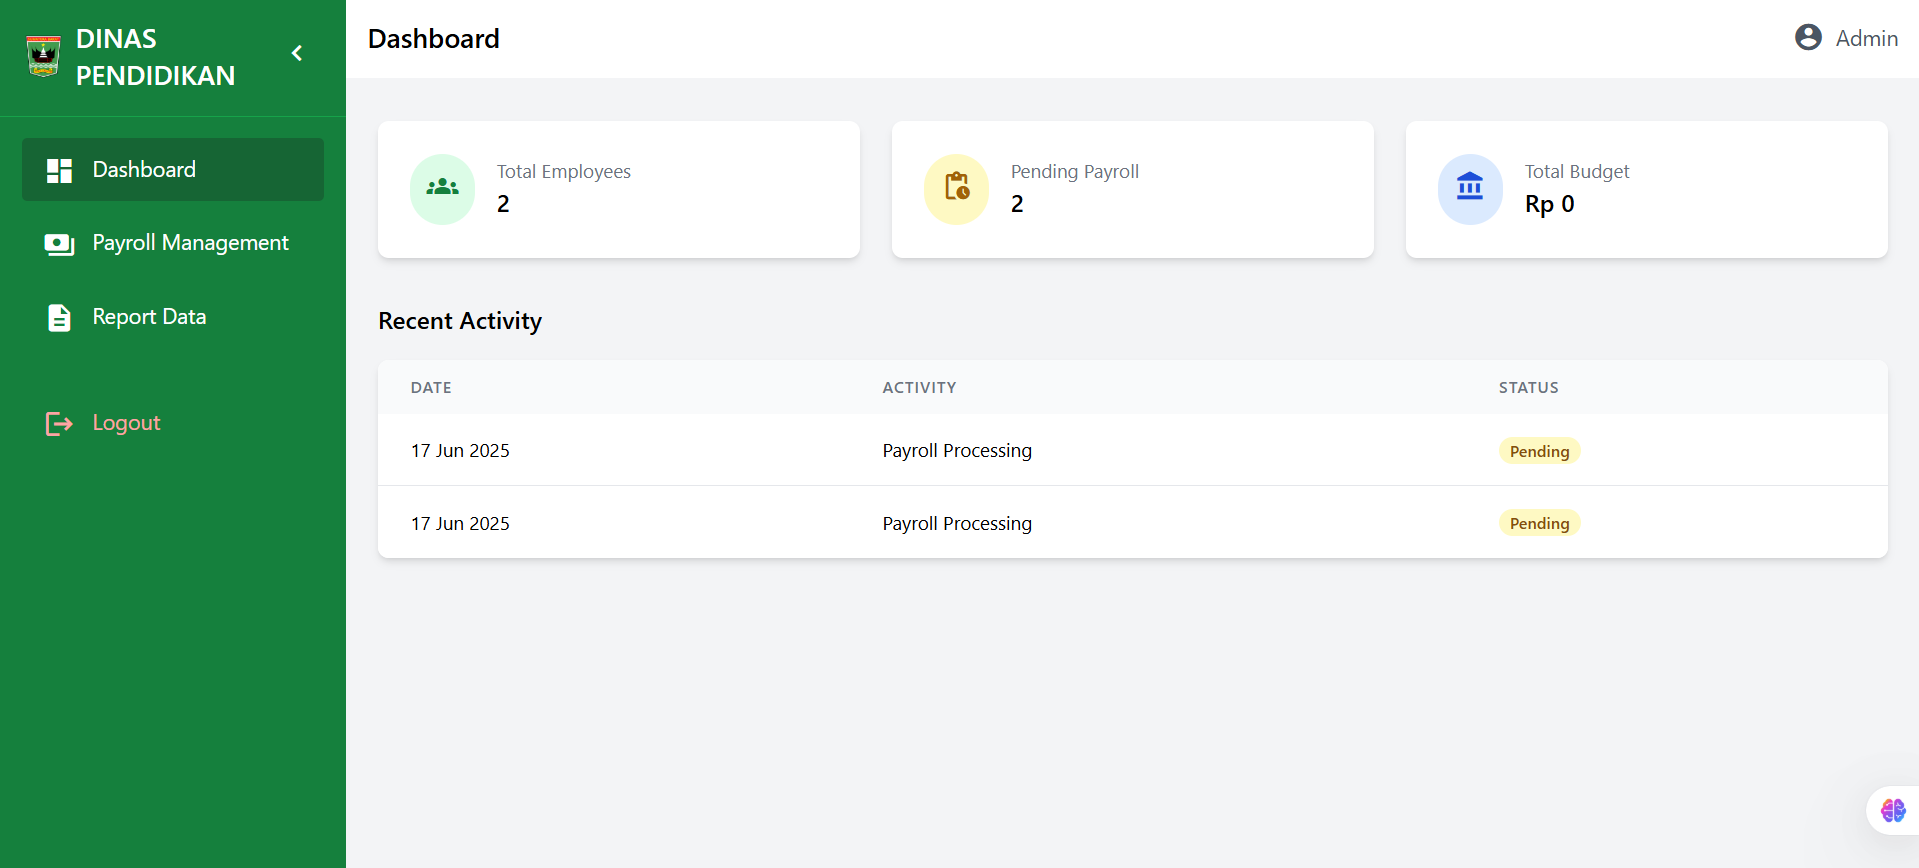 DINAS
PENDIDIKAN
Dashboard
Payroll Management
Report Data
Logout
Dashboard
Admin
Total Employees
2
Pending Payroll
2
Total Budget
Rp 0
Recent Activity
DATE ACTIVITY STATUS
17 Jun 2025 Payroll Processing Pending
17 Jun 2025 Payroll Processing Pending